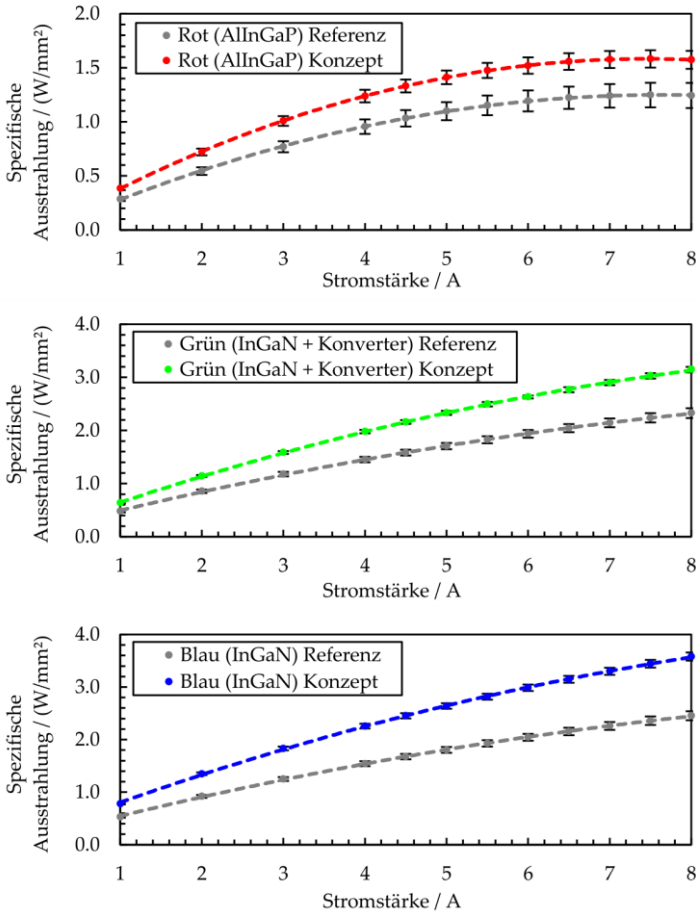 Spezifische
Ausstrahlung / (W/mm²)
2.0
1.5
1.0
0.5
0.0
Rot (AlInGaP) Referenz
Rot (AlInGaP) Konzept
1 2 3 4 5 6 7 8
Stromstärke / A
Spezifische
Ausstrahlung / (W/mm²)
4.0
3.0
2.0
1.0
0.0
Grün (InGaN + Konverter) Referenz
Grün (InGaN + Konverter) Konzept
1 2 3 4 5 6 7 8
Stromstärke / A
Spezifische
Ausstrahlung / (W/mm²)
4.0
3.0
2.0
1.0
0.0
Blau (InGaN) Referenz
Blau (InGaN) Konzept
1 2 3 4 5 6 7 8
Stromstärke / A